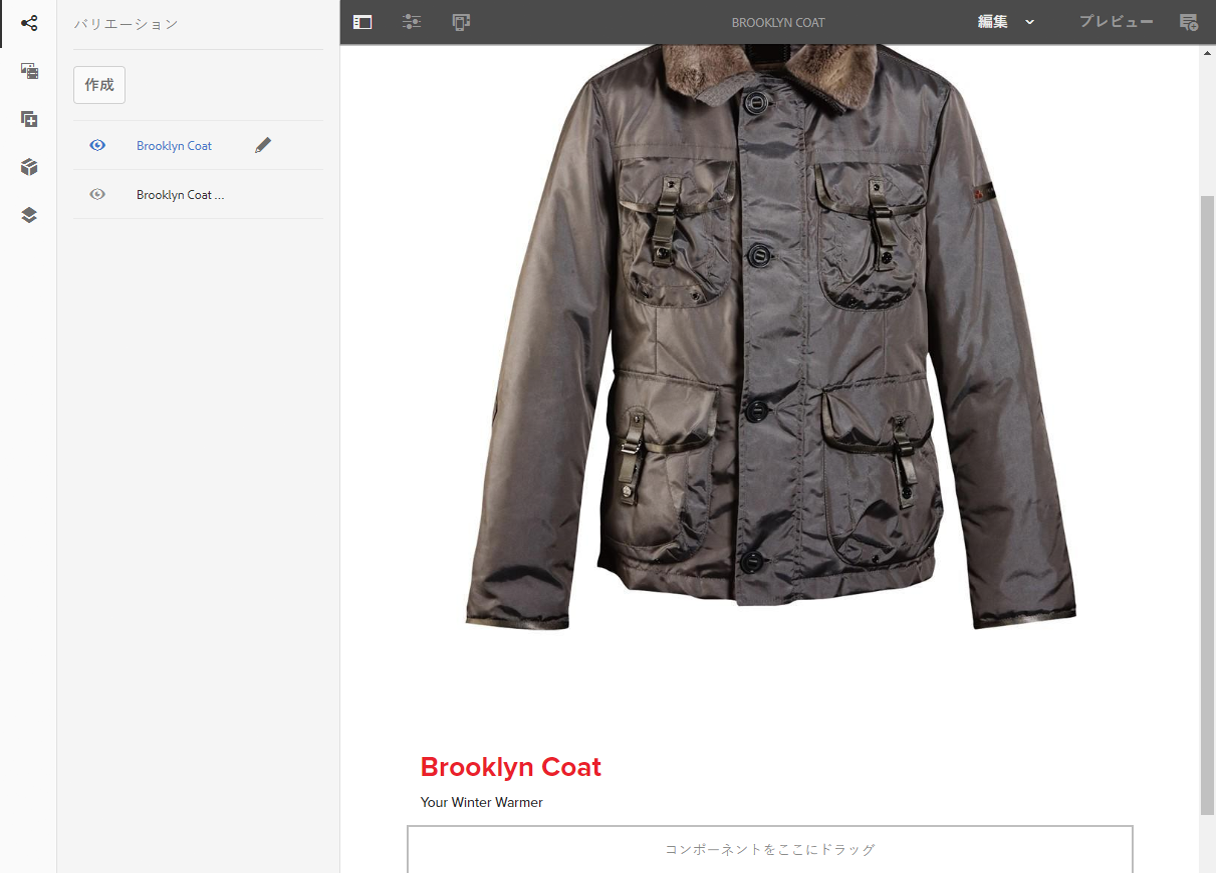 バリエーション
作成
Brooklyn Coat
Brooklyn Coat ...
BROOKLYN COAT
編集
プレビュー
Brooklyn Coat
Your Winter Warmer
コンポーネントをここにドラッグ